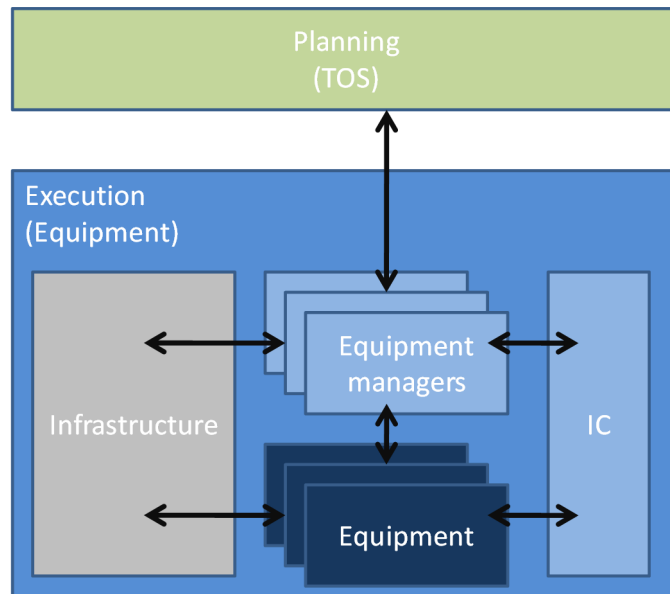 Planning
(TOS)
Execution
(Equipment)
Equipment
managers
Infrastructure
IC
Equipment